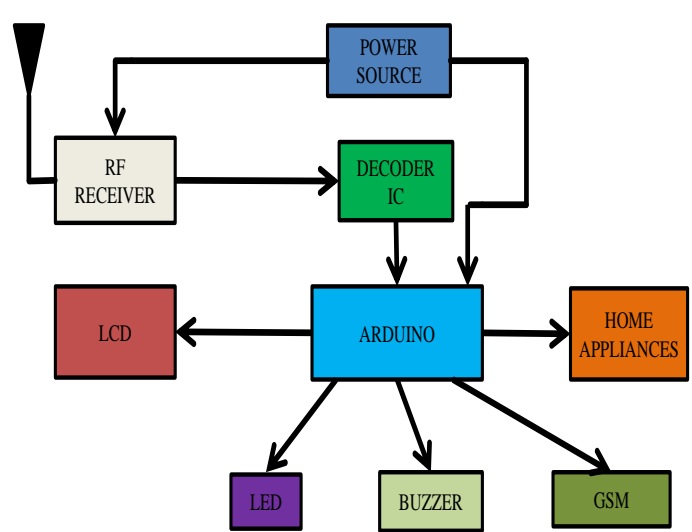 POWER
SOURCE
RF
RECEIVER
DECODER
IC
LCD
ARDUINO
HOME
APPLIANCES
LED
BUZZER
GSM